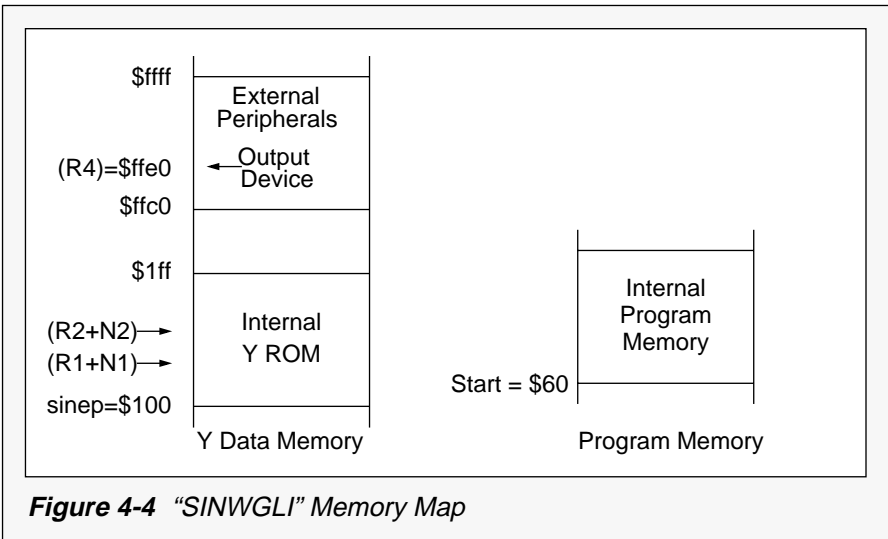 $ffff
External
Peripherals
(R4)=$ffe0
Output
Device
$ffc0
$1ff
(R2+N2)
Internal
(R1+N1)
Y ROM
sinep=$100
Y Data Memory
Internal
Program
Memory
Start = $60
Program Memory
Figure 4-4 “SINWGLI” Memory Map